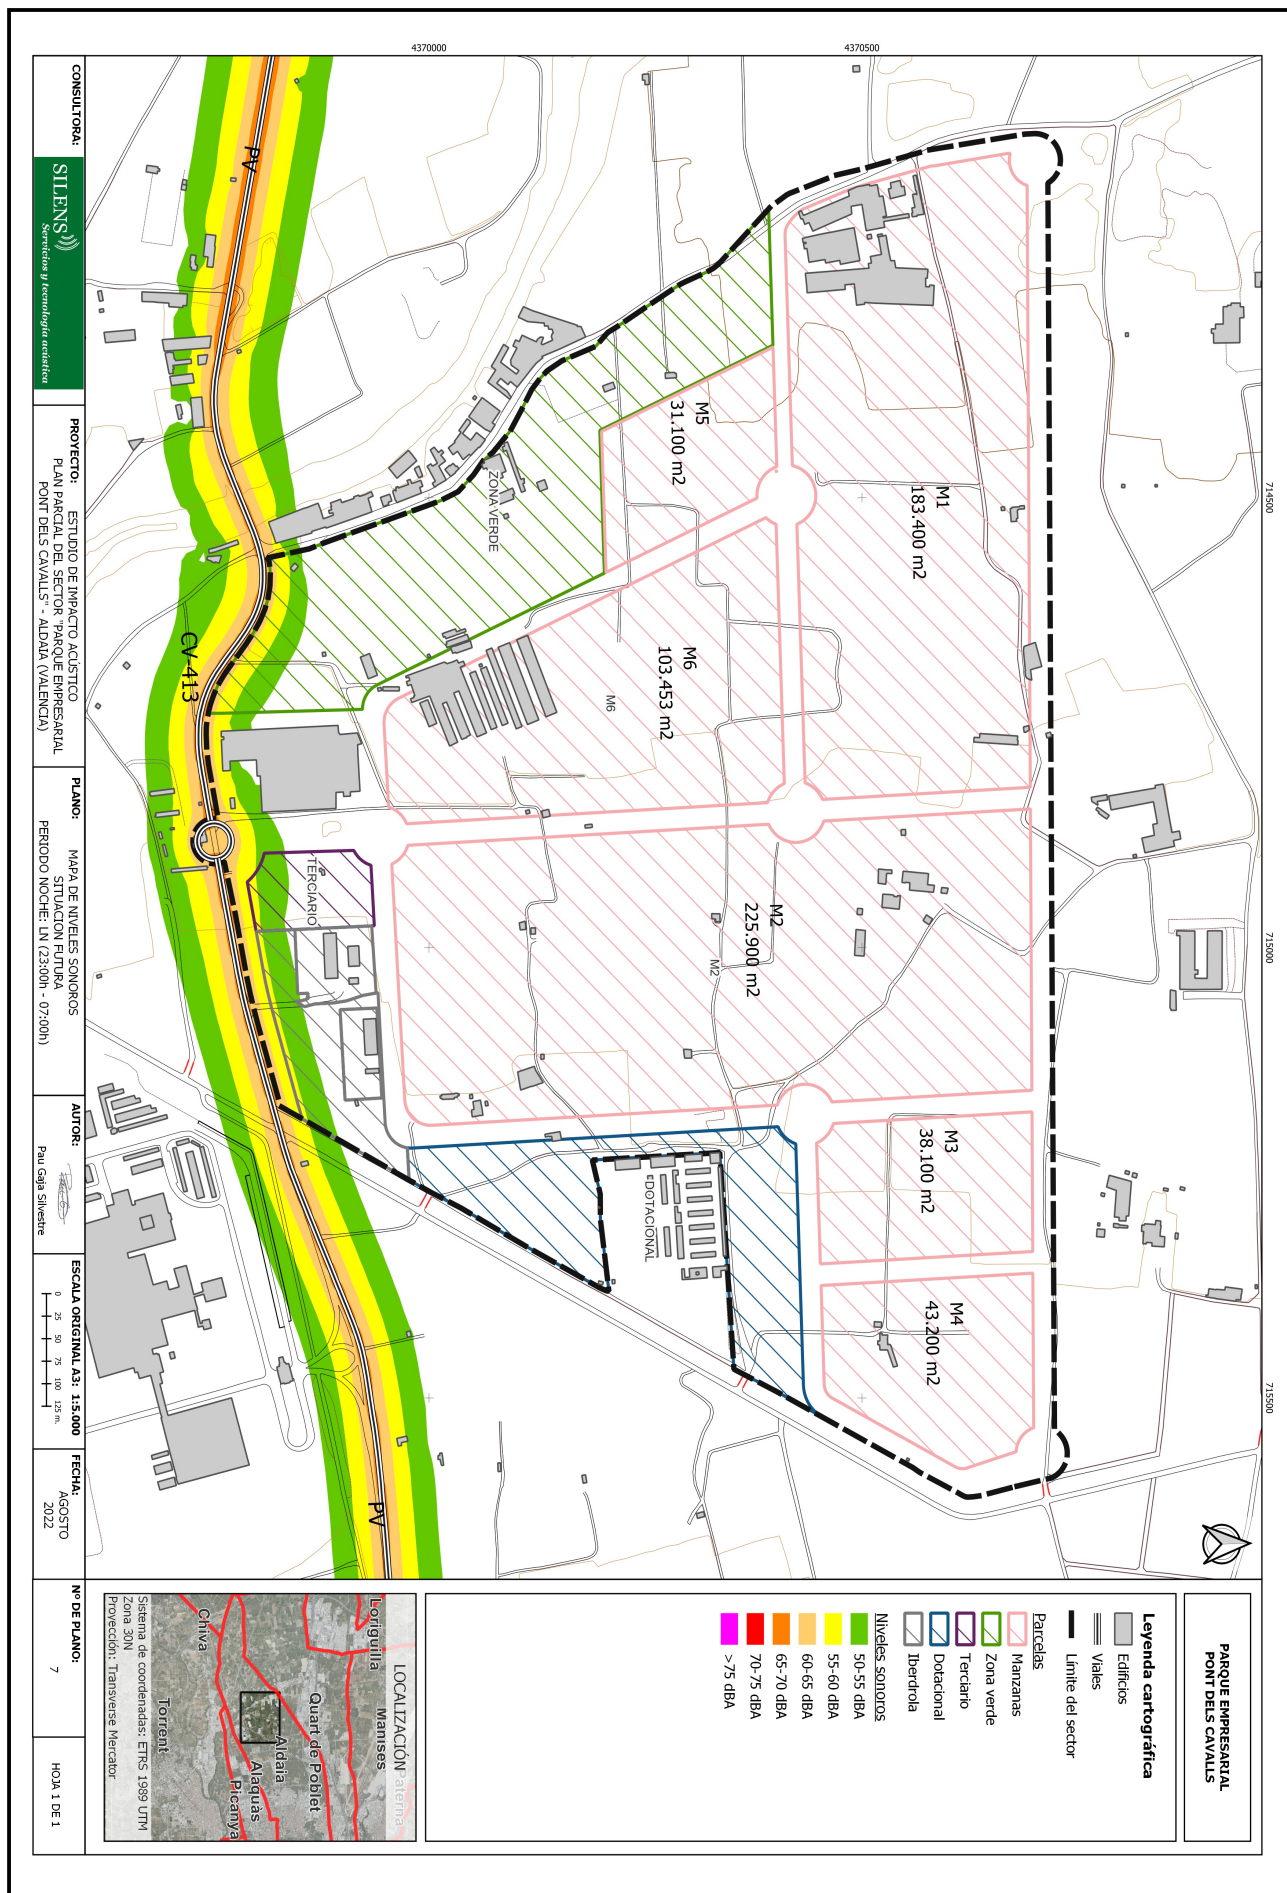 PARQUE EMPRESARIAL
PONT DELS CAVALLS
Leyenda cartográfica
Edificios
Viales
Límite del sector
Parcelas
Manzanas
Zona verde
Terciario
Dotacional
Iberdrola
Niveles sonoros
50-55 dBA
55-60 dBA
60-65 dBA
65-70 dBA
70-75 dBA
>75 dBA
LOCALIZACIÓN
Paterna
Loriguilla
Manises
Quart de Poblet
Chiva
Aldaia
Alaquàs
Picanya
Torrent
Sistema de coordenadas: ETRS 1989 UTM
Zona 30N
Proyección: Transverse Mercator
714500
715000
715500
4370500
4370000
M1
183.400 m2
M5
31.100 m2
M6
103.453 m2
M6
M2
225.900 m2
M2
M3
38.100 m2
M4
43.200 m2
ZONA VERDE
TERCIARIO
DOTACIONAL
PV
CV-413
PV
CONSULTORA:
SILENS
Servicios y tecnología acústica
PROYECTO:
ESTUDIO DE IMPACTO ACÚSTICO
PLAN PARCIAL DEL SECTOR "PARQUE EMPRESARIAL
PONT DELS CAVALLS" - ALDAIA (VALENCIA)
PLANO:
MAPA DE NIVELES SONOROS
SITUACION FUTURA
PERIODO NOCHE: LN (23:00h - 07:00h)
AUTOR:
Pau Gaja Silvestre
ESCALA ORIGINAL A3: 1:5.000
0 25 50 75 100 125 m.
FECHA:
AGOSTO
2022
Nº DE PLANO:
7
HOJA 1 DE 1